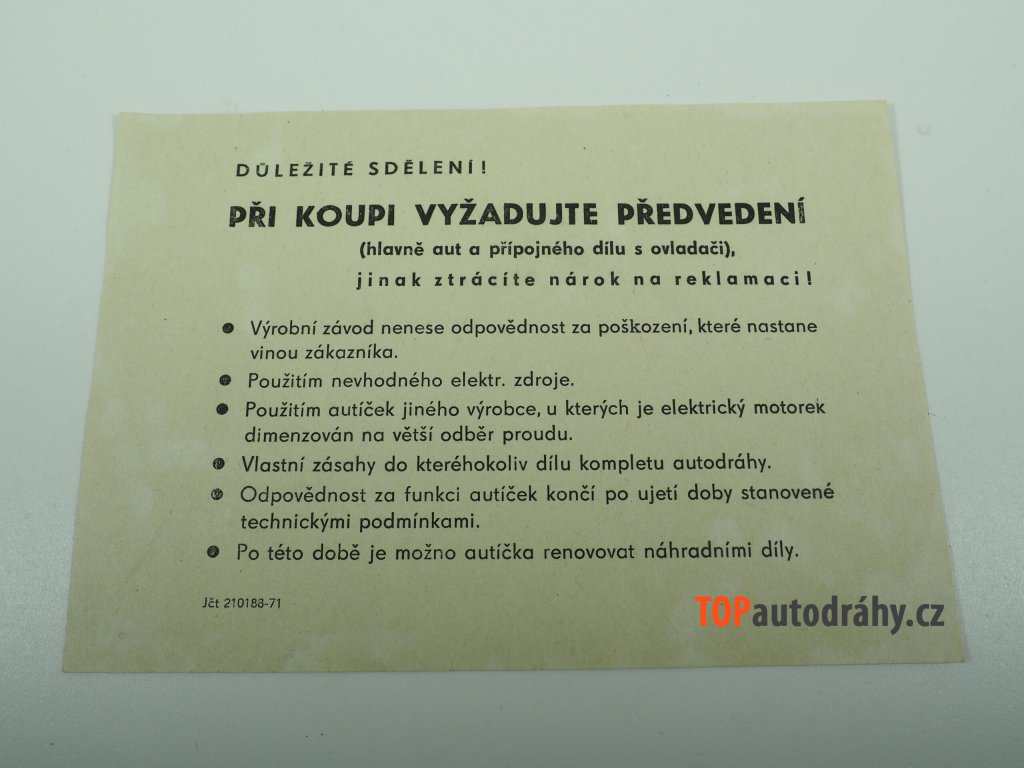 DŮLEŽITÉ SDĚLENÍ!
PŘI KOUPI VYŽADUJTE PŘEDVEDENÍ
(hlavně aut a přípojného dílu s ovladači),
jinak ztrácíte nárok na reklamaci!
● Výrobní závod nenese odpovědnost za poškození, které nastane
vinou zákazníka.
● Použitím nevhodného elektr. zdroje.
● Použitím autíček jiného výrobce, u kterých je elektrický motorek
dimenzován na větší odběr proudu.
● Vlastní zásahy do kteréhokoliv dílu kompletu autodráhy.
● Odpovědnost za funkci autíček končí po ujetí doby stanovené
technickými podmínkami.
● Po této době je možno autíčka renovovat náhradními díly.
Jčt 210188-71
TOPautodráhy.cz